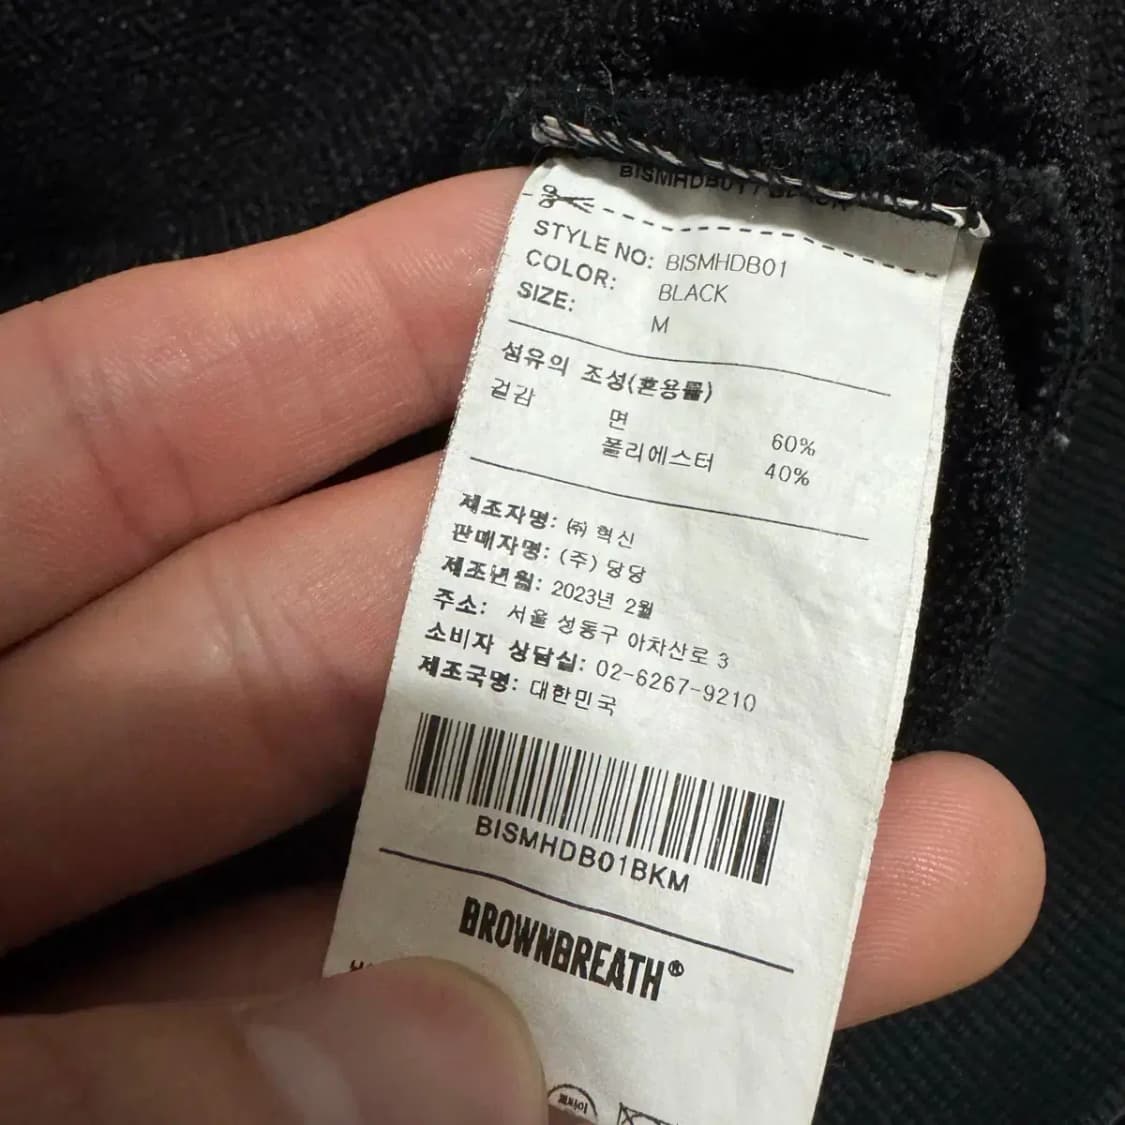 BISMHDB01 / BLACK
STYLE NO: BISMHDB01
COLOR: BLACK
SIZE: M
섬유의 조성(혼용률)
겉감 면 60%
폴리에스터 40%
제조자명: ㈜ 혁신
판매자명: (주) 당당
제조년월: 2023년 2월
주소: 서울 성동구 아차산로 3
소비자 상담실: 02-6267-9210
제조국명: 대한민국
BISMHDB01BKM
BROWNBREATH®